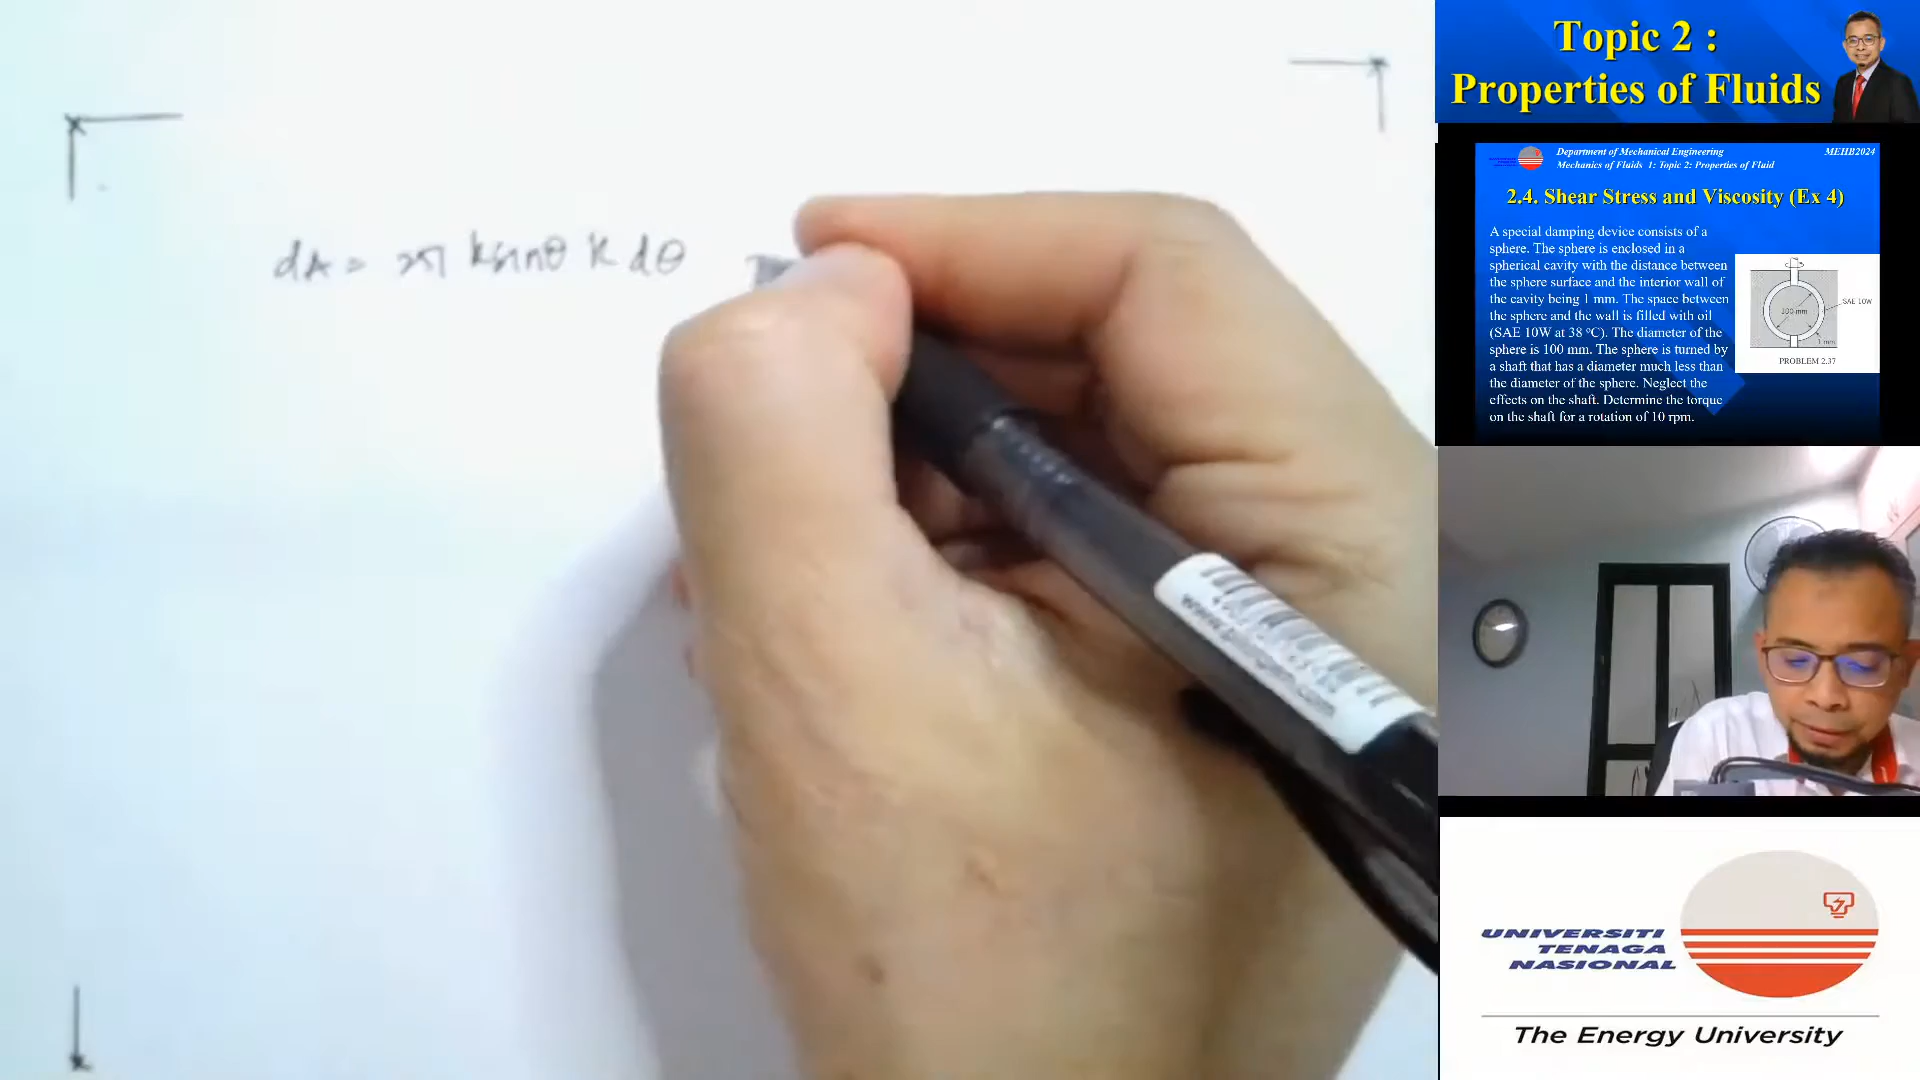 dA = 2π R sinθ R dθ
Topic 2 :
Properties of Fluids
Department of Mechanical Engineering
Mechanics of Fluids 1: Topic 2: Properties of Fluid
MEHB2024
2.4. Shear Stress and Viscosity (Ex 4)
A special damping device consists of a
sphere. The sphere is enclosed in a
spherical cavity with the distance between
the sphere surface and the interior wall of
the cavity being 1 mm. The space between
the sphere and the wall is filled with oil
(SAE 10W at 38 °C). The diameter of the
sphere is 100 mm. The sphere is turned by
a shaft that has a diameter much less than
the diameter of the sphere. Neglect the
effects on the shaft. Determine the torque
on the shaft for a rotation of 10 rpm.
100 mm
SAE 10W
1 mm
PROBLEM 2.37
UNIVERSITI
TENAGA
NASIONAL
The Energy University